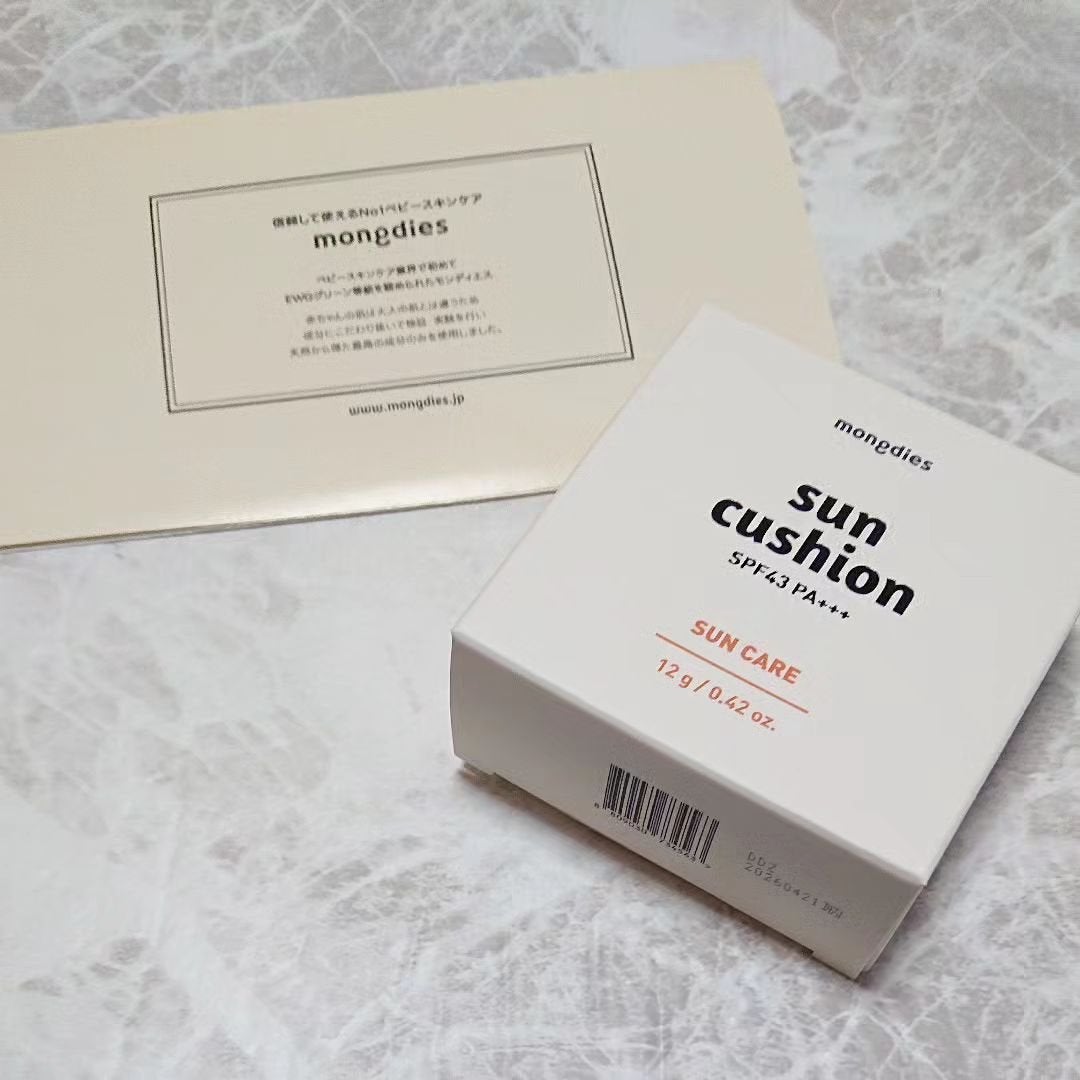 信頼して使えるNo1ベビースキンケア
mongdies
ベビースキンケア業界で初めて
EWGグリーン等級を認められたモンディエス
赤ちゃんの肌は大人の肌とは違うため
成分にこだわり抜いて検証、実験を行い
天然から得た最高の成分のみを使用しました。
www.mongdies.jp
mongdies
sun
cushion
SPF43 PA+++
SUN CARE
12 g / 0.42 oz.
DDZ
20260421